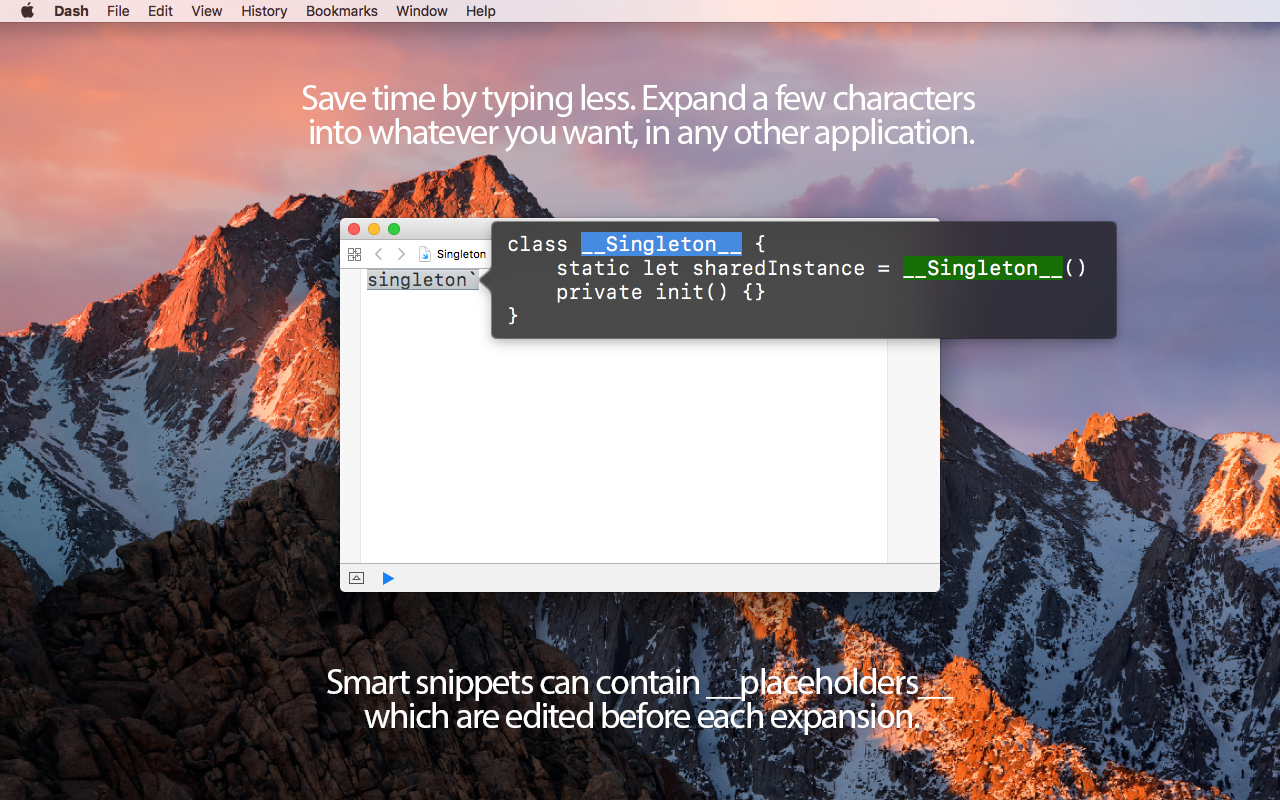 Dash File Edit View History Bookmarks Window Help
Save time by typing less. Expand a few characters
into whatever you want, in any other application.
Singleton
singleton`
class __Singleton__ {
    static let sharedInstance = __Singleton__()
    private init() {}
}
Smart snippets can contain __placeholders__
which are edited before each expansion.